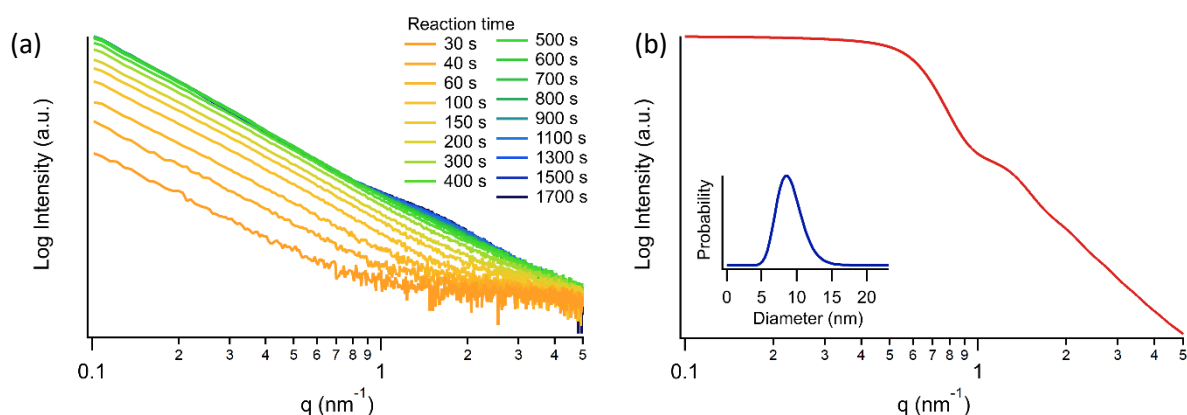 (a)
Log Intensity (a.u.)
Reaction time
30 s
40 s
60 s
100 s
150 s
200 s
300 s
400 s
500 s
600 s
700 s
800 s
900 s
1100 s
1300 s
1500 s
1700 s
2 3 4 5 6 7 8 9 2 3 4 5
0.1 1
q (nm⁻¹)
(b)
Log Intensity (a.u.)
Probability
0 5 10 15 20
Diameter (nm)
2 3 4 5 6 7 8 9 2 3 4 5
0.1 1
q (nm⁻¹)